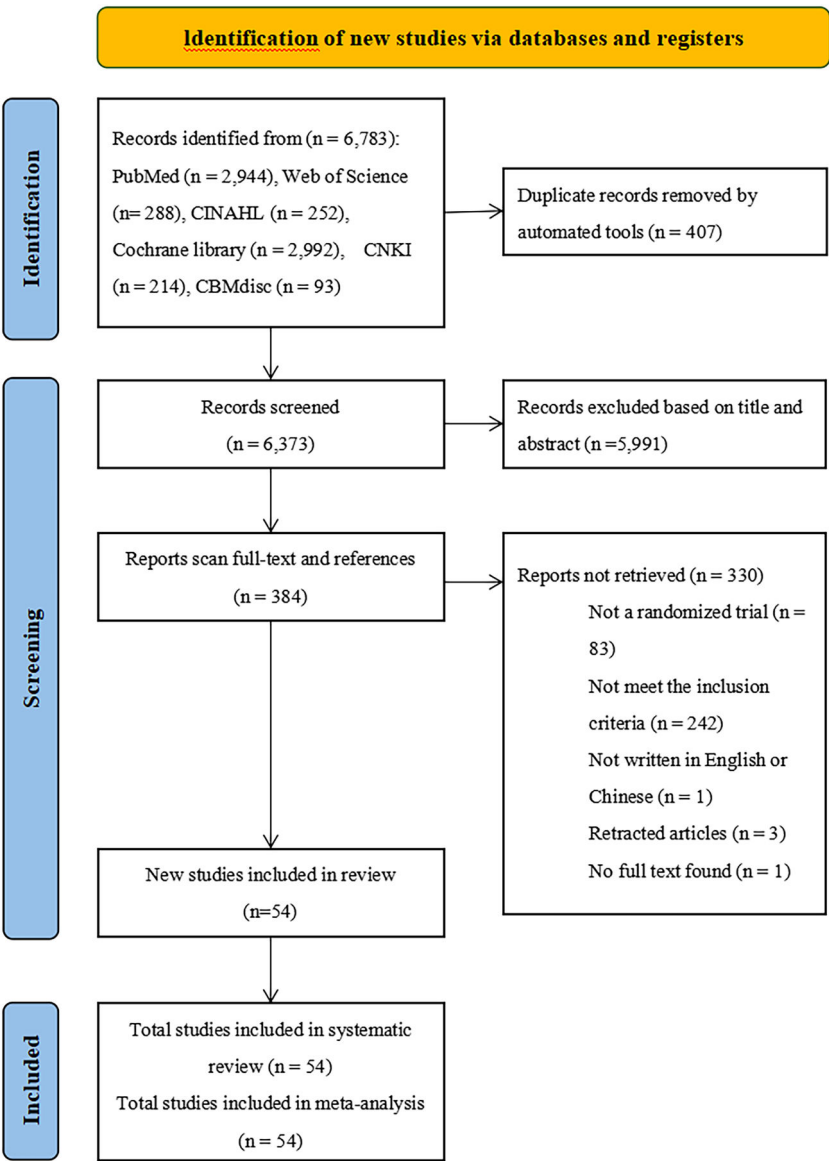 Identification of new studies via databases and registers
Identification
Records identified from (n = 6,783):
PubMed (n = 2,944), Web of Science
(n= 288), CINAHL (n = 252),
Cochrane library (n = 2,992), CNKI
(n = 214), CBMdisc (n = 93)
Duplicate records removed by
automated tools (n = 407)
Screening
Records screened
(n = 6,373)
Records excluded based on title and
abstract (n =5,991)
Reports scan full-text and references
(n = 384)
Reports not retrieved (n = 330)
Not a randomized trial (n =
83)
Not meet the inclusion
criteria (n = 242)
Not written in English or
Chinese (n = 1)
Retracted articles (n = 3)
No full text found (n = 1)
New studies included in review
(n=54)
Included
Total studies included in systematic
review (n = 54)
Total studies included in meta-analysis
(n = 54)